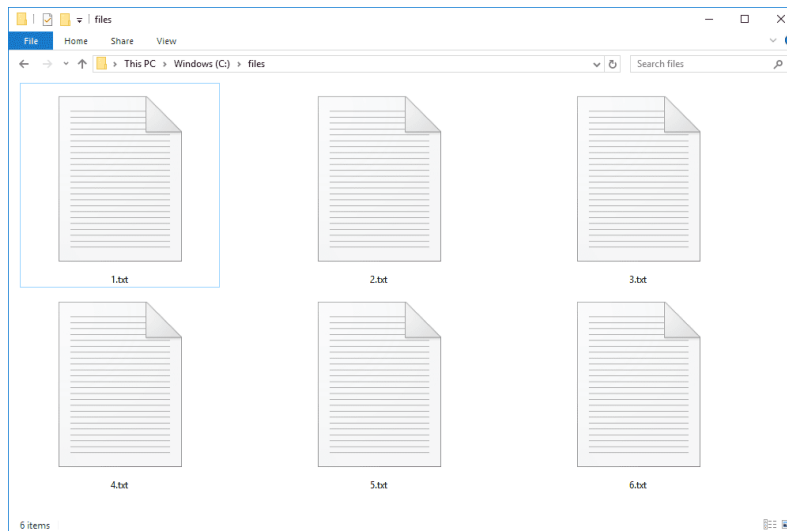 files
File Home Share View
This PC > Windows (C:) > files Search files
1.txt 2.txt 3.txt
4.txt 5.txt 6.txt
6 items